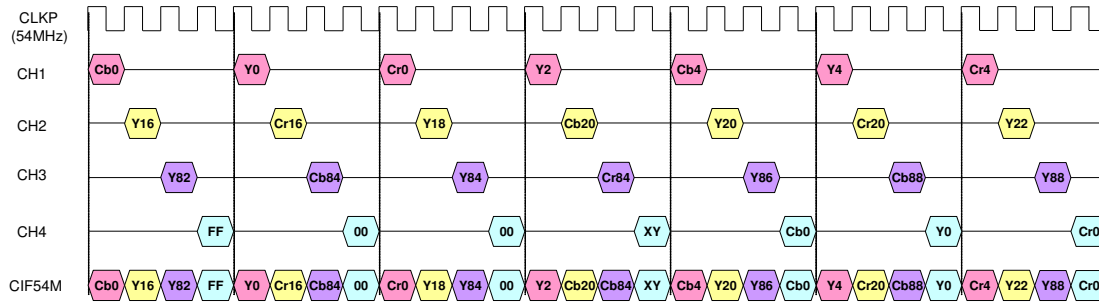 CLKP
(54MHz)
CH1 Cb0 Y0 Cr0 Y2 Cb4 Y4 Cr4
CH2 Y16 Cr16 Y18 Cb20 Y20 Cr20 Y22
CH3 Y82 Cb84 Y84 Cr84 Y86 Cb88 Y88
CH4 FF 00 00 XY Cb0 Y0 Cr0
CIF54M Cb0 Y16 Y82 FF Y0 Cr16 Cb84 00 Cr0 Y18 Y84 00 Y2 Cb20 Cb84 XY Cb4 Y20 Y86 Cb0 Y4 Cr20 Cb88 Y0 Cr4 Y22 Y88 Cr0